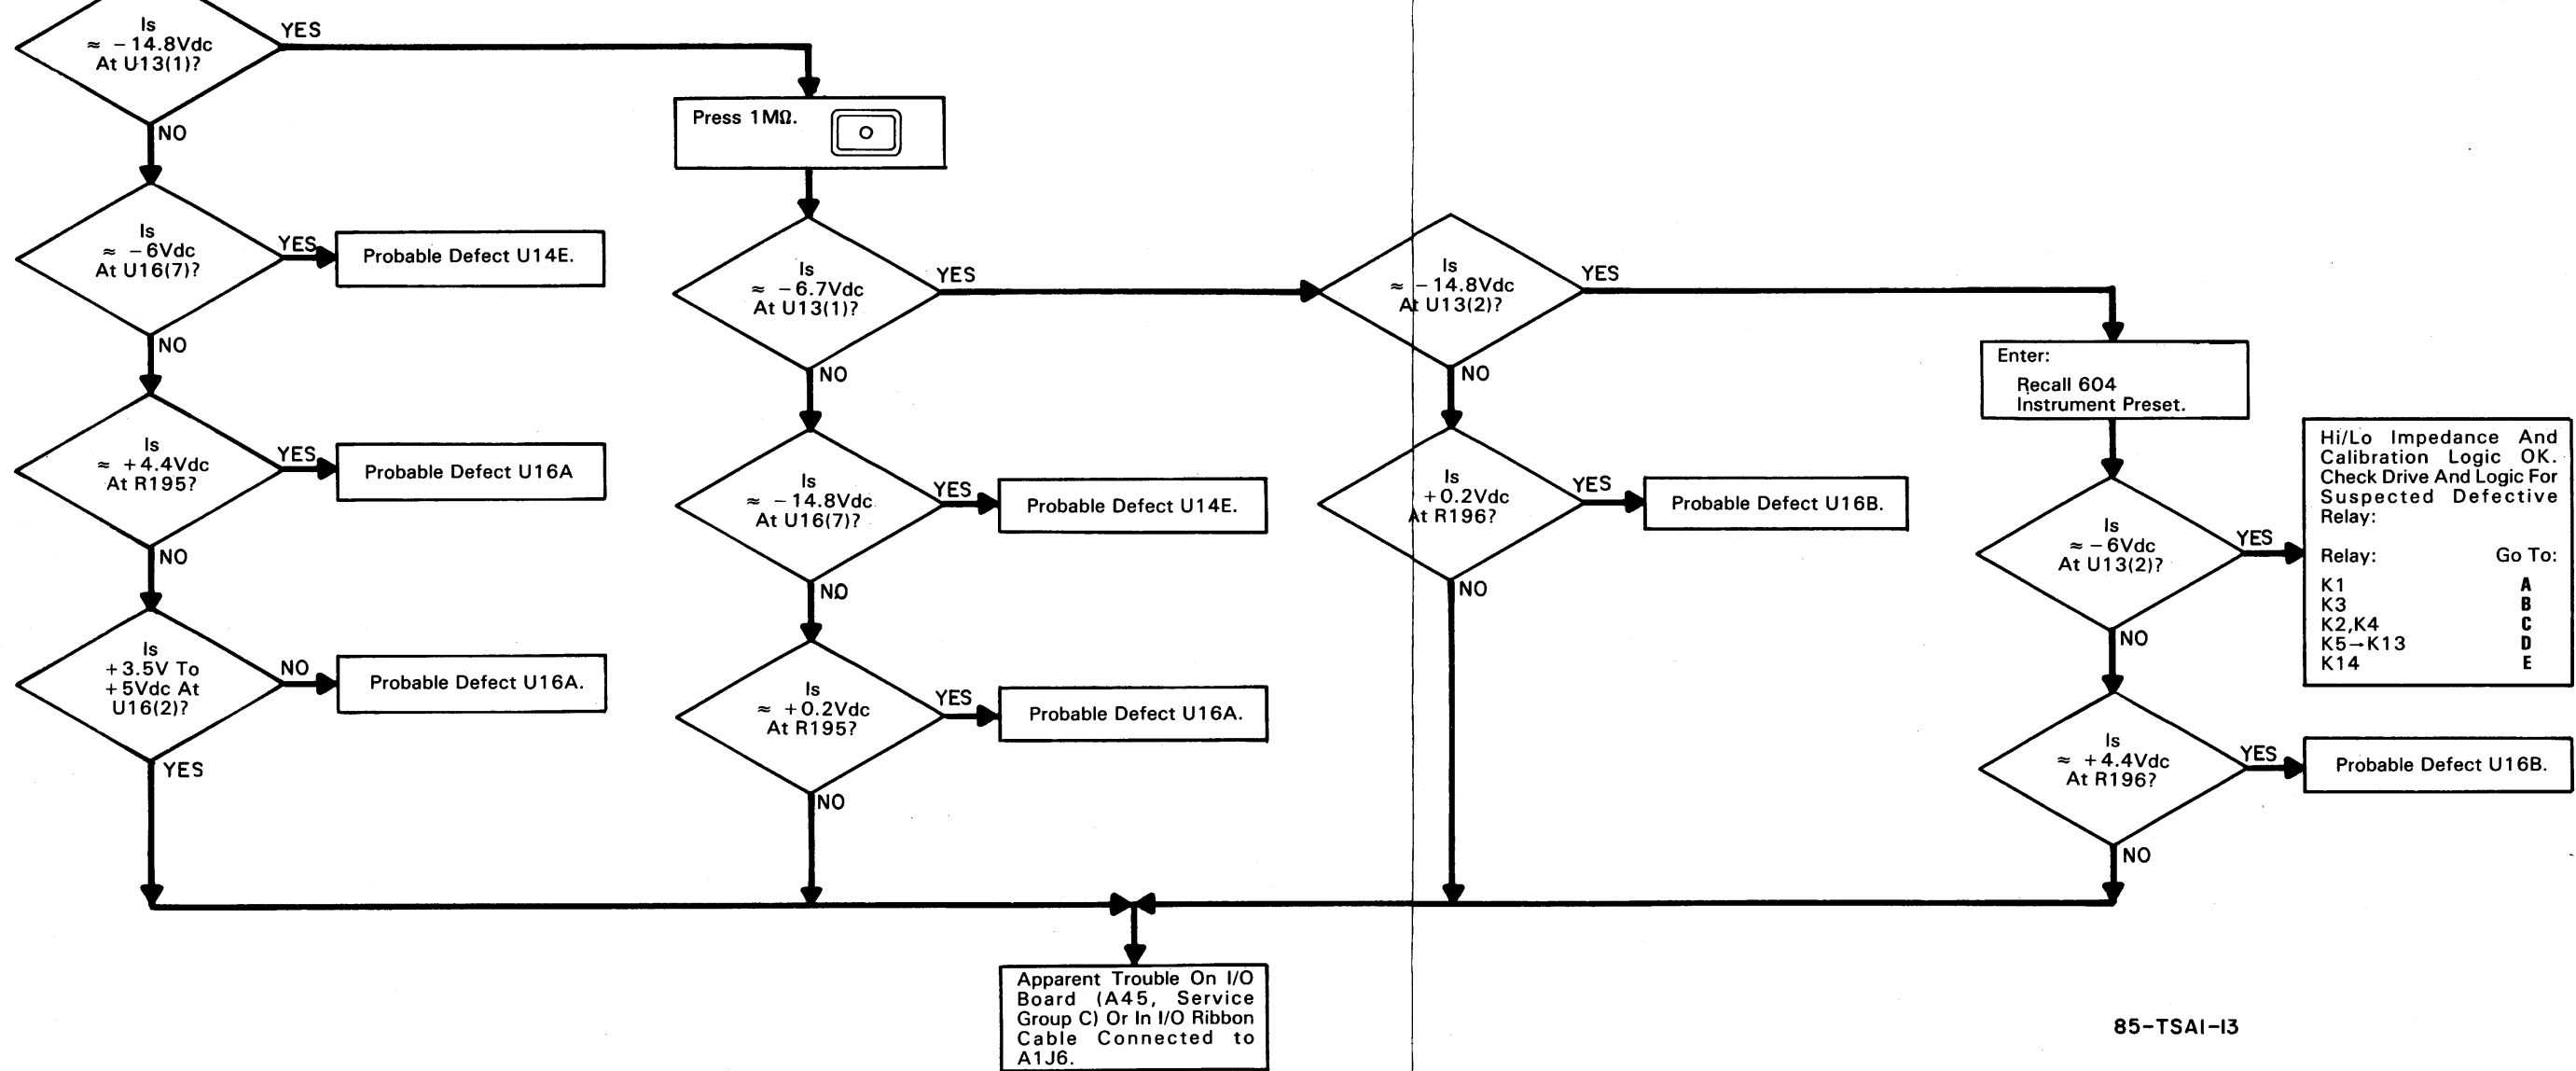 Is
≈ −14.8Vdc
At U13(1)?
YES
NO
Is
≈ −6Vdc
At U16(7)?
YES
Probable Defect U14E.
NO
Is
≈ +4.4Vdc
At R195?
YES
Probable Defect U16A
NO
Is
+3.5V To
+5Vdc At
U16(2)?
NO
Probable Defect U16A.
YES
Press 1MΩ.
Is
≈ −6.7Vdc
At U13(1)?
YES
NO
Is
≈ −14.8Vdc
At U16(7)?
YES
Probable Defect U14E.
NO
Is
≈ +0.2Vdc
At R195?
YES
Probable Defect U16A.
NO
Is
≈ −14.8Vdc
At U13(2)?
YES
NO
Is
+0.2Vdc
At R196?
YES
Probable Defect U16B.
NO
Enter:
Recall 604
Instrument Preset.
Is
≈ −6Vdc
At U13(2)?
YES
Hi/Lo Impedance And
Calibration Logic OK.
Check Drive And Logic For
Suspected Defective
Relay:
Relay: Go To:
K1 A
K3 B
K2,K4 C
K5→K13 D
K14 E
NO
Is
≈ +4.4Vdc
At R196?
YES
Probable Defect U16B.
NO
Apparent Trouble On I/O
Board (A45, Service
Group C) Or In I/O Ribbon
Cable Connected to
A1J6.
85-TSA1-13